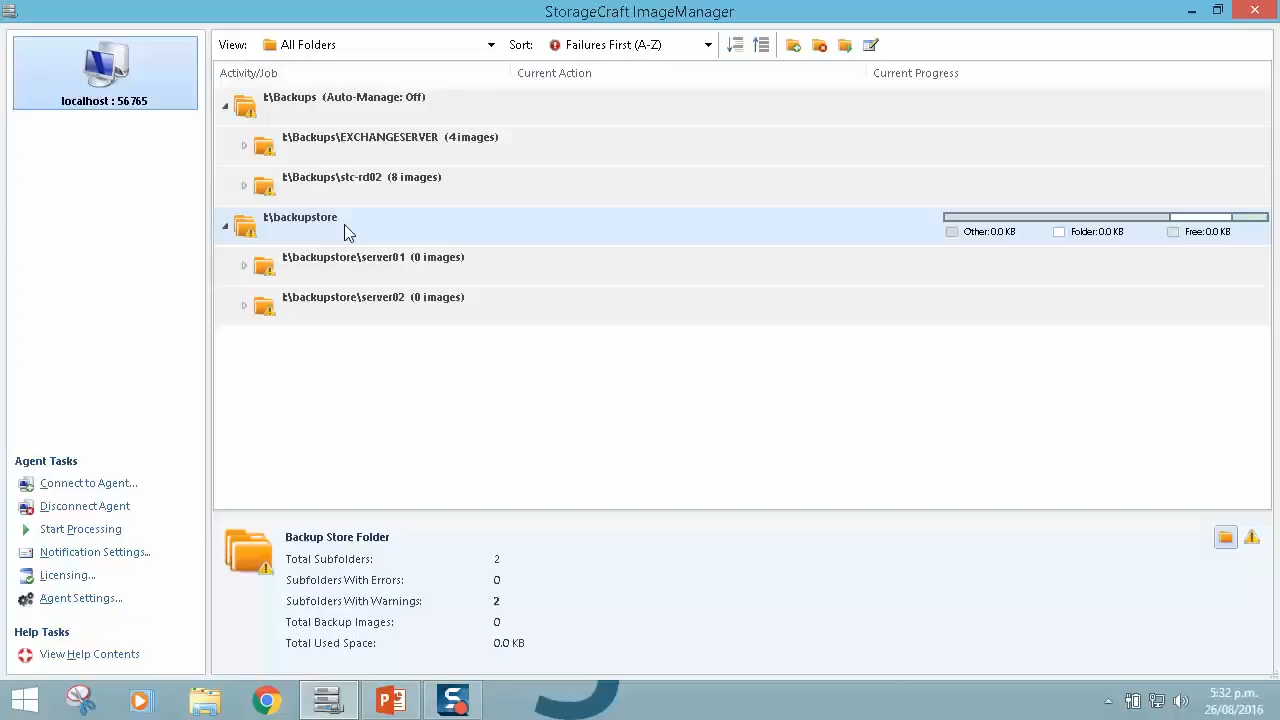 StorageCraft ImageManager
localhost : 56765
View: All Folders Sort: Failures First (A-Z)
Activity/Job Current Action Current Progress
t:\Backups (Auto-Manage: Off)
t:\Backups\EXCHANGESERVER (4 images)
t:\Backups\stc-rd02 (8 images)
t:\backupstore
Other: 0.0 KB Folder: 0.0 KB Free: 0.0 KB
t:\backupstore\server01 (0 images)
t:\backupstore\server02 (0 images)
Agent Tasks
Connect to Agent...
Disconnect Agent
Start Processing
Notification Settings...
Licensing...
Agent Settings...
Help Tasks
View Help Contents
Backup Store Folder
Total Subfolders: 2
Subfolders With Errors: 0
Subfolders With Warnings: 2
Total Backup Images: 0
Total Used Space: 0.0 KB
5:32 p.m.
26/08/2016